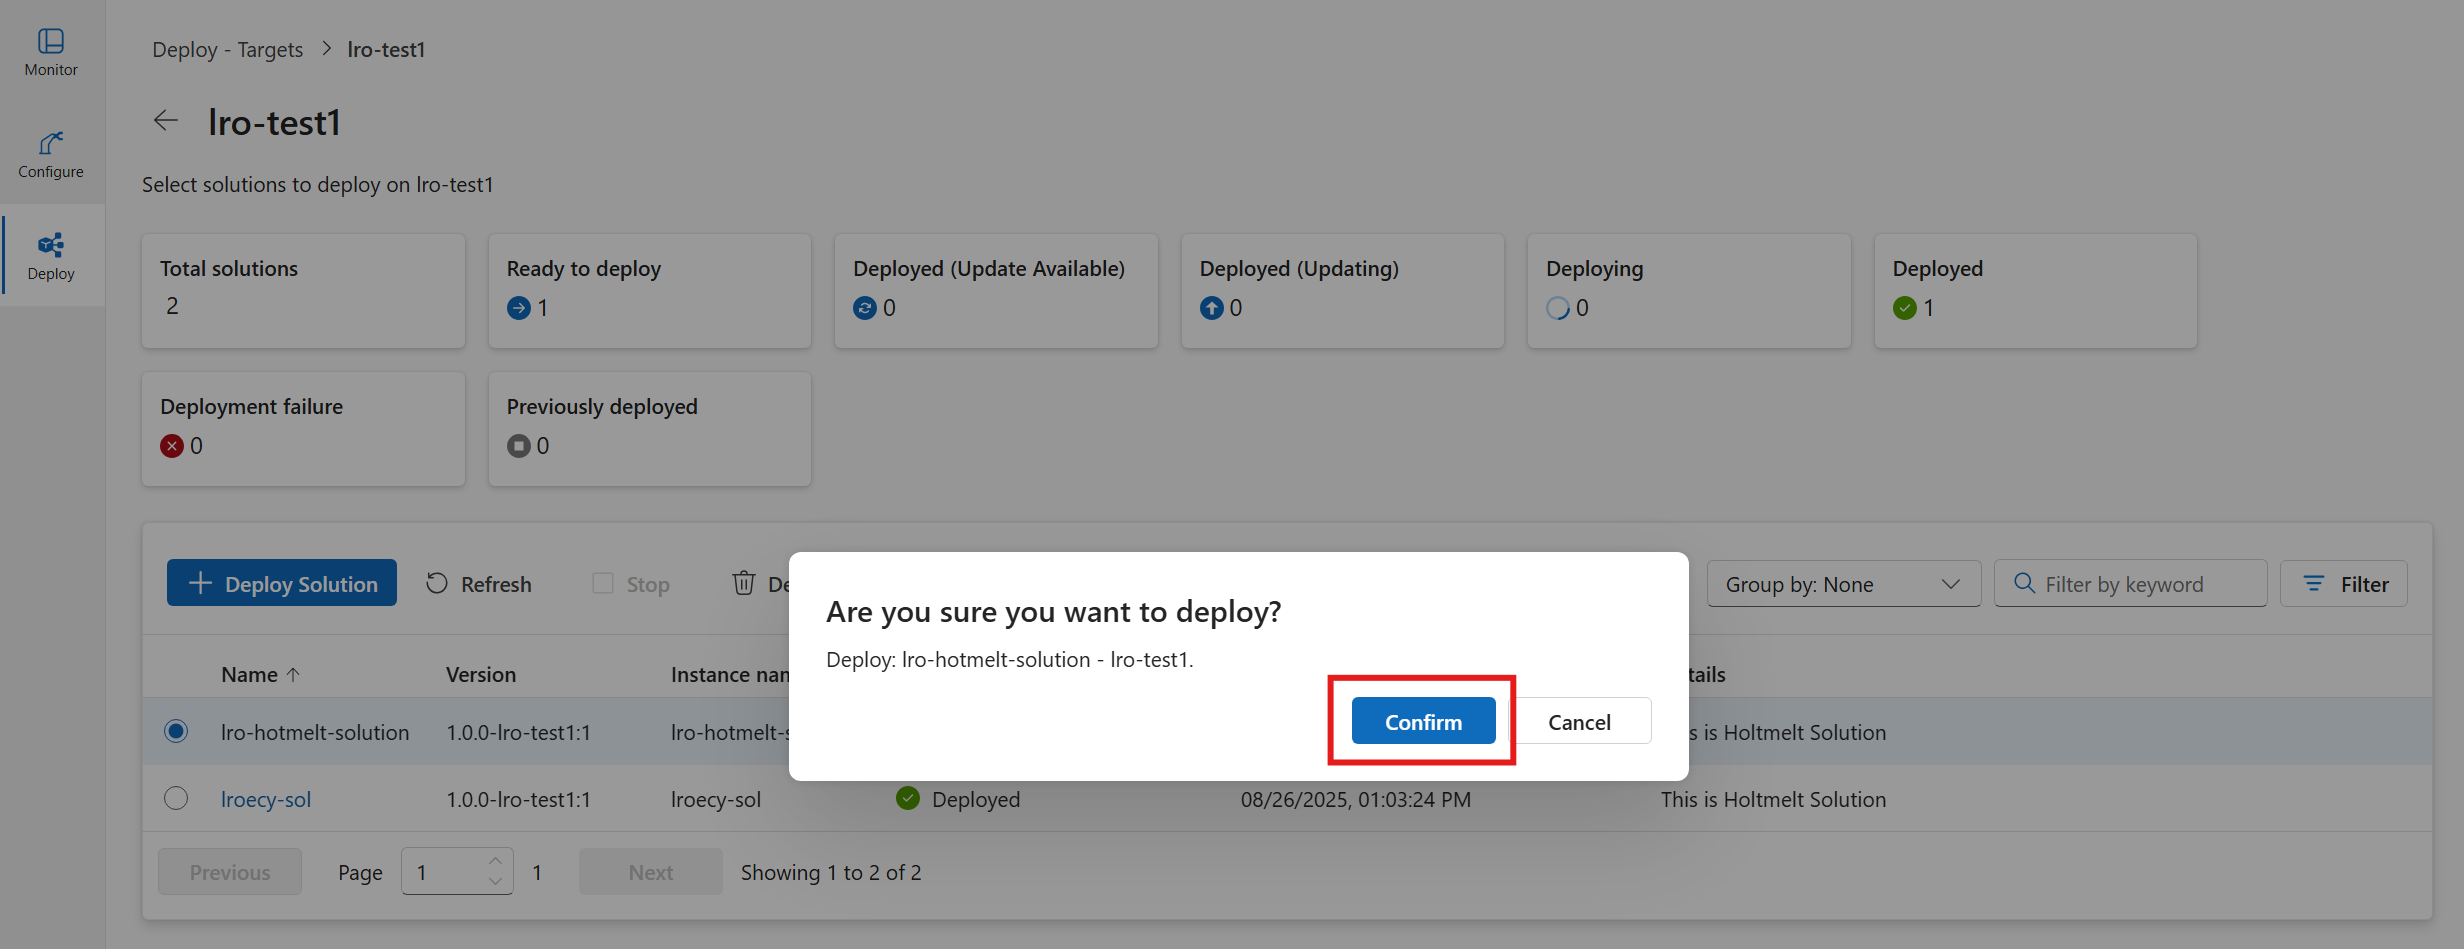 Monitor
Configure
Deploy
Deploy - Targets > lro-test1
lro-test1
Select solutions to deploy on lro-test1
Total solutions
2
Ready to deploy
1
Deployed (Update Available)
0
Deployed (Updating)
0
Deploying
0
Deployed
1
Deployment failure
0
Previously deployed
0
Deploy Solution Refresh Stop De
Group by: None Filter by keyword Filter
Are you sure you want to deploy?
Deploy: lro-hotmelt-solution - lro-test1.
Confirm Cancel
Name Version Instance nan tails
lro-hotmelt-solution 1.0.0-lro-test1:1 lro-hotmelt-s s is Holtmelt Solution
lroecy-sol 1.0.0-lro-test1:1 lroecy-sol Deployed 08/26/2025, 01:03:24 PM This is Holtmelt Solution
Previous Page 1 1 Next Showing 1 to 2 of 2